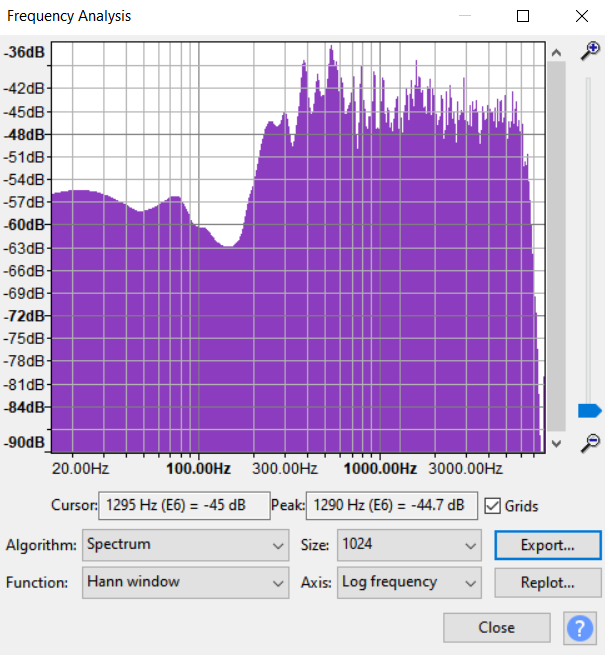 Frequency Analysis
-36dB
-42dB
-45dB
-48dB
-51dB
-54dB
-57dB
-60dB
-63dB
-66dB
-69dB
-72dB
-75dB
-78dB
-81dB
-84dB
-90dB
20.00Hz 100.00Hz 300.00Hz 1000.00Hz 3000.00Hz
Cursor: 1295 Hz (E6) = -45 dB Peak: 1290 Hz (E6) = -44.7 dB Grids
Algorithm: Spectrum Size: 1024 Export...
Function: Hann window Axis: Log frequency Replot...
Close ?